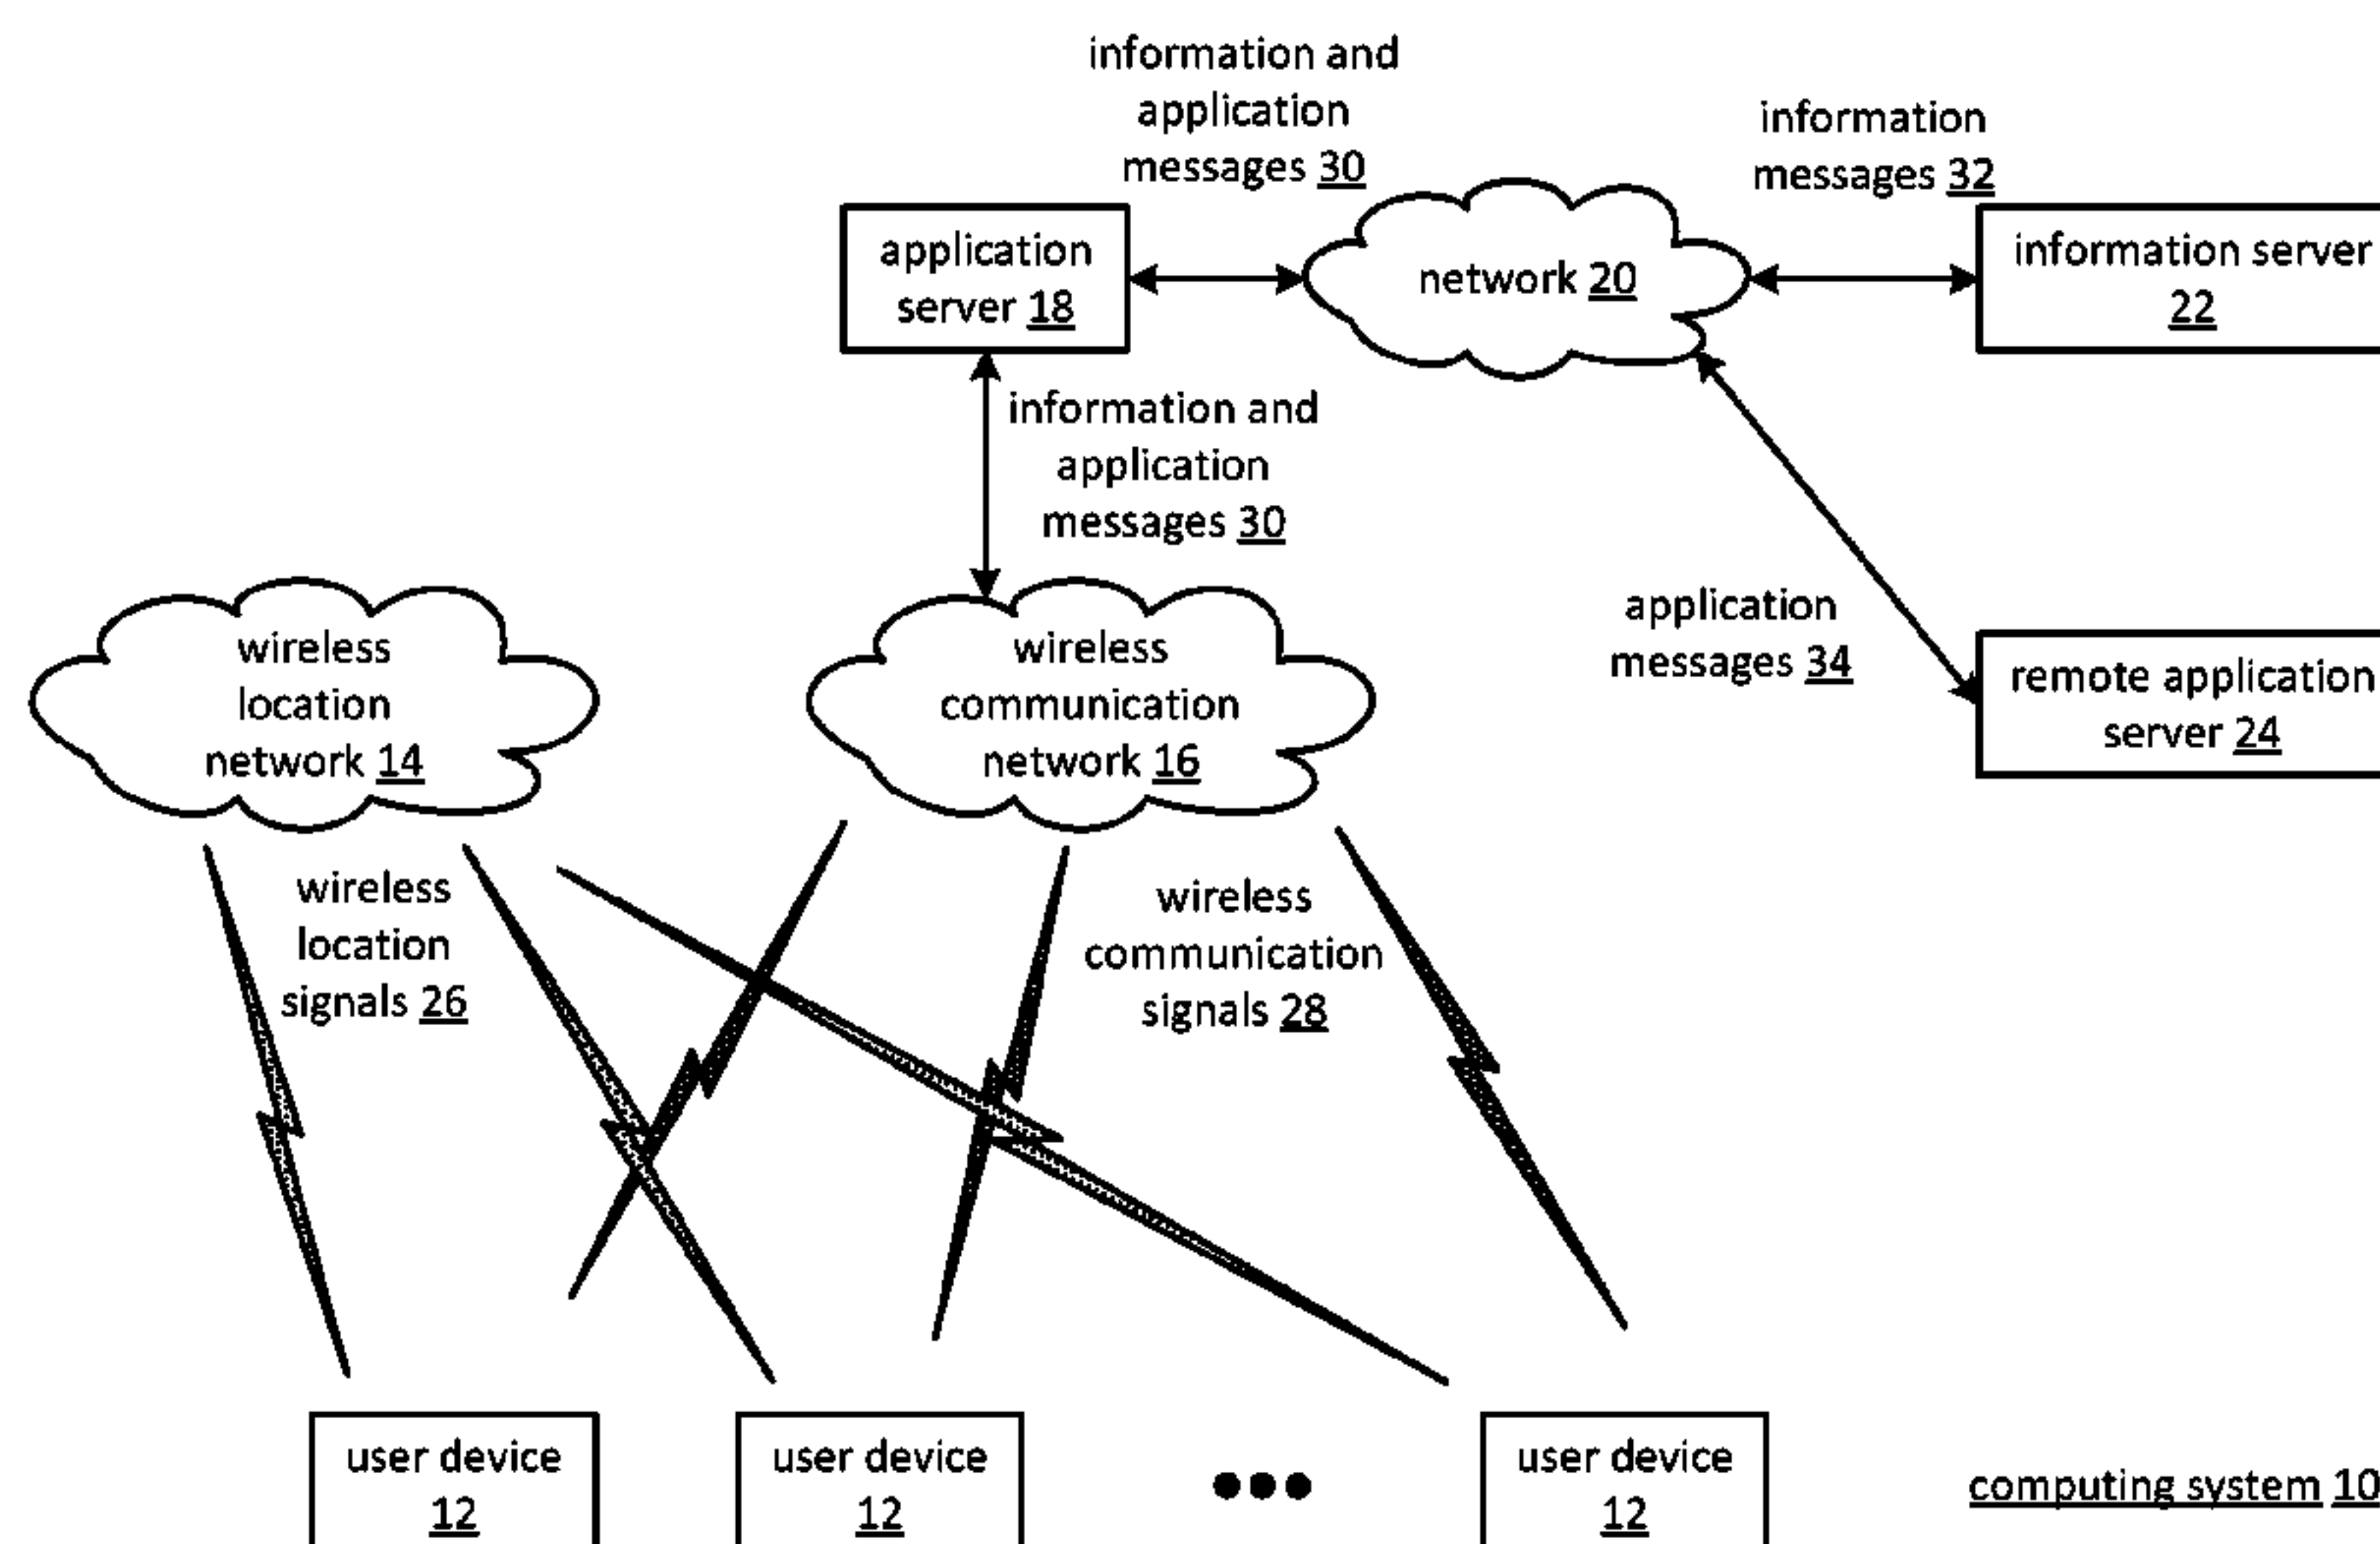 information and
application
messages 30
information
messages 32
application
server 18
network 20
information server
22
information and
application
messages 30
wireless
location
network 14
wireless
communication
network 16
application
messages 34
remote application
server 24
wireless
location
signals 26
wireless
communication
signals 28
user device
12
user device
12
user device
12
computing system 10